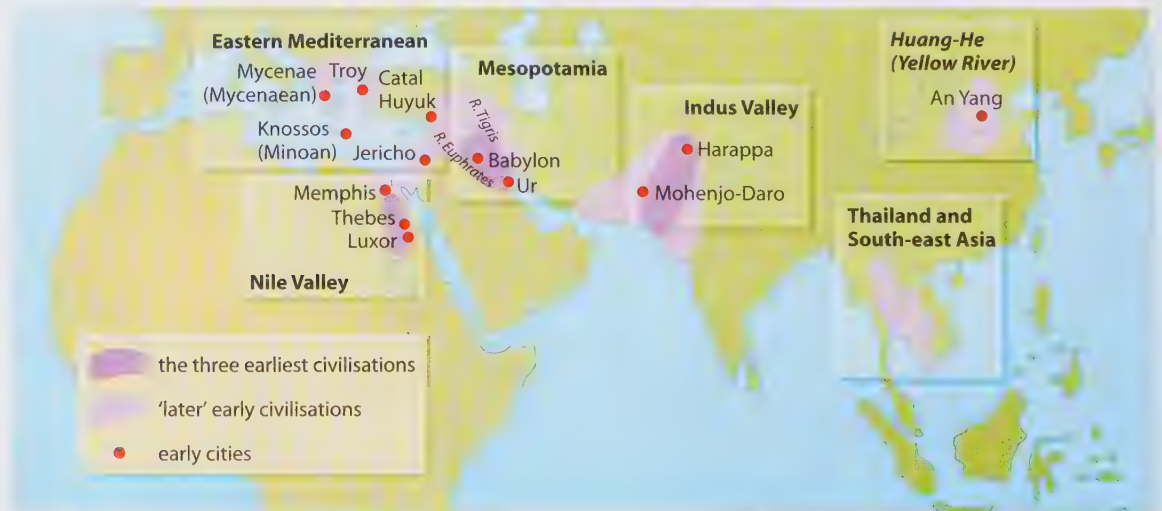 Eastern Mediterranean
Mycenae
(Mycenaean)
Troy
Catal
Huyuk
Knossos
(Minoan)
Jericho
Mesopotamia
R.Tigris
R.Euphrates
Babylon
Ur
Indus Valley
Harappa
Mohenjo-Daro
Huang-He
(Yellow River)
An Yang
Memphis
Thebes
Luxor
Nile Valley
Thailand and
South-east Asia
the three earliest civilisations
'later' early civilisations
early cities